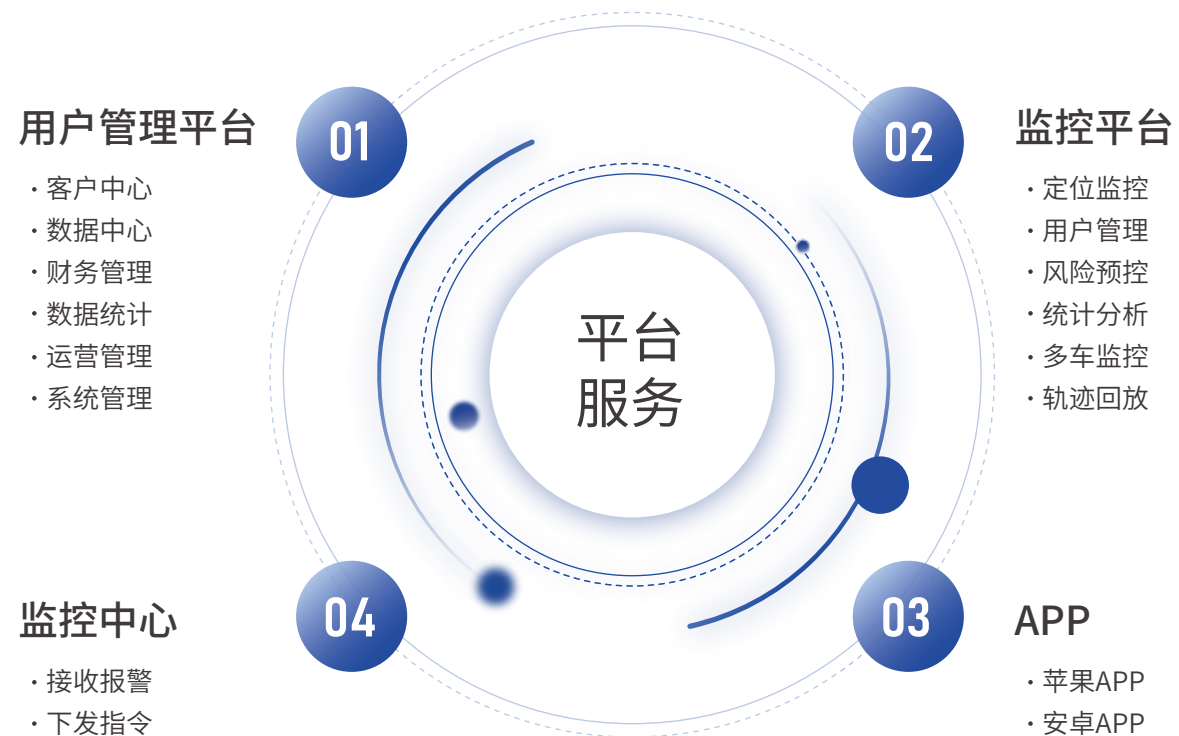 01
用户管理平台
· 客户中心
· 数据中心
· 财务管理
· 数据统计
· 运营管理
· 系统管理
02
监控平台
· 定位监控
· 用户管理
· 风险预控
· 统计分析
· 多车监控
· 轨迹回放
平台
服务
04
监控中心
· 接收报警
· 下发指令
03
APP
· 苹果APP
· 安卓APP